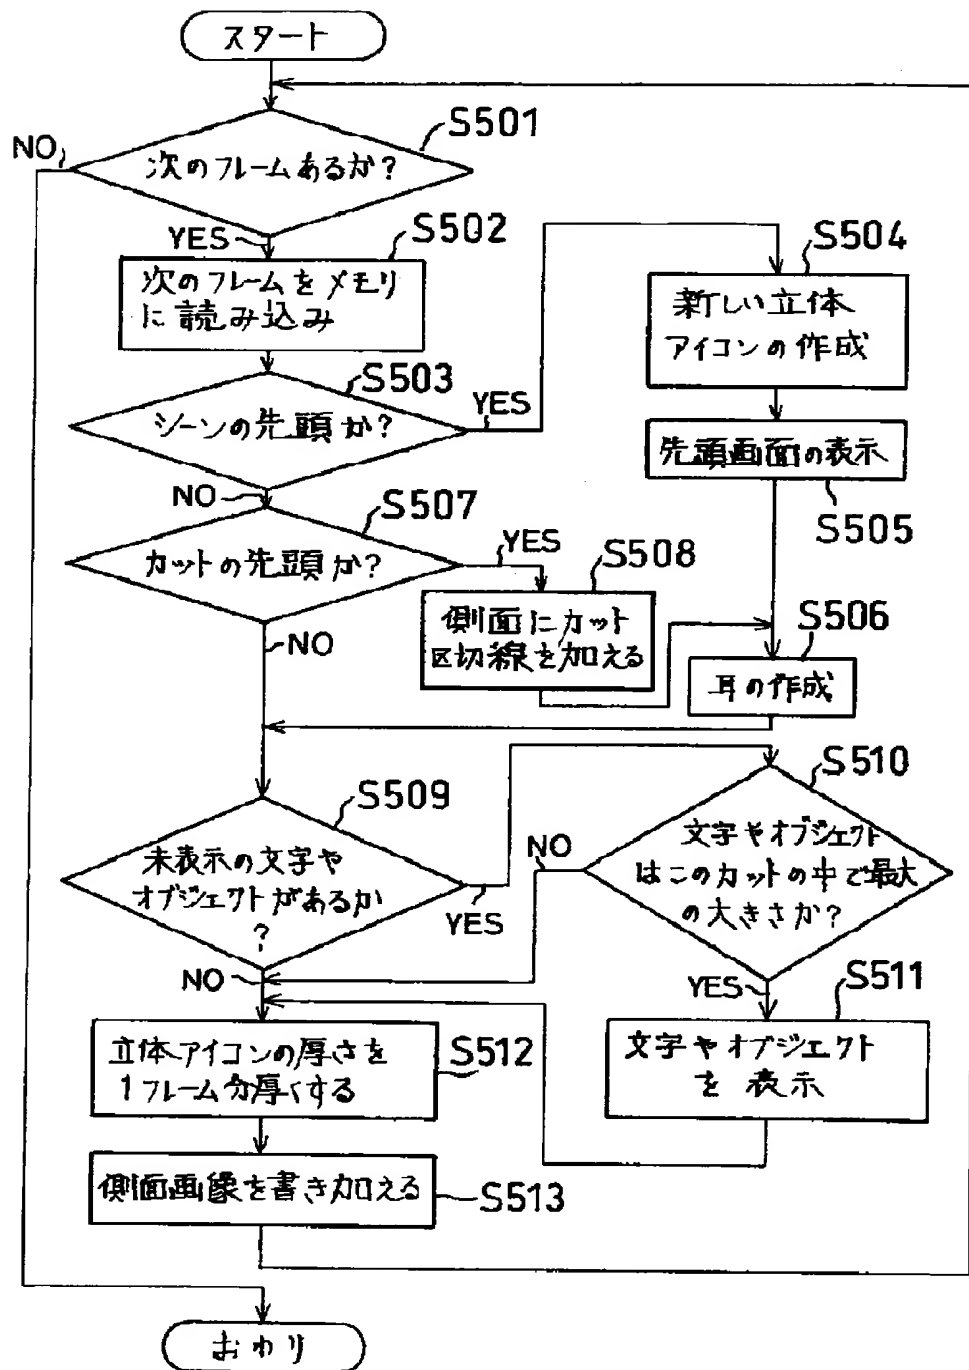 スタート
S501
NO
次のフレームあるか?
YES
S502
次のフレームをメモリ
に読み込み
S503
シーンの先頭か?
YES
S504
新しい立体
アイコンの作成
先頭画面の表示
S505
NO
S507
カットの先頭か?
YES
S508
側面にカット
区切線を加える
S506
耳の作成
NO
S509
未表示の文字や
オブジェクトがあるか
?
YES
S510
文字やオブジェクト
はこのカットの中で最大
の大きさか?
NO
NO
YES
S511
文字やオブジェクト
を表示
立体アイコンの厚さを
1フレーム分厚くする
S512
側面画像を書き加える
S513
おわり